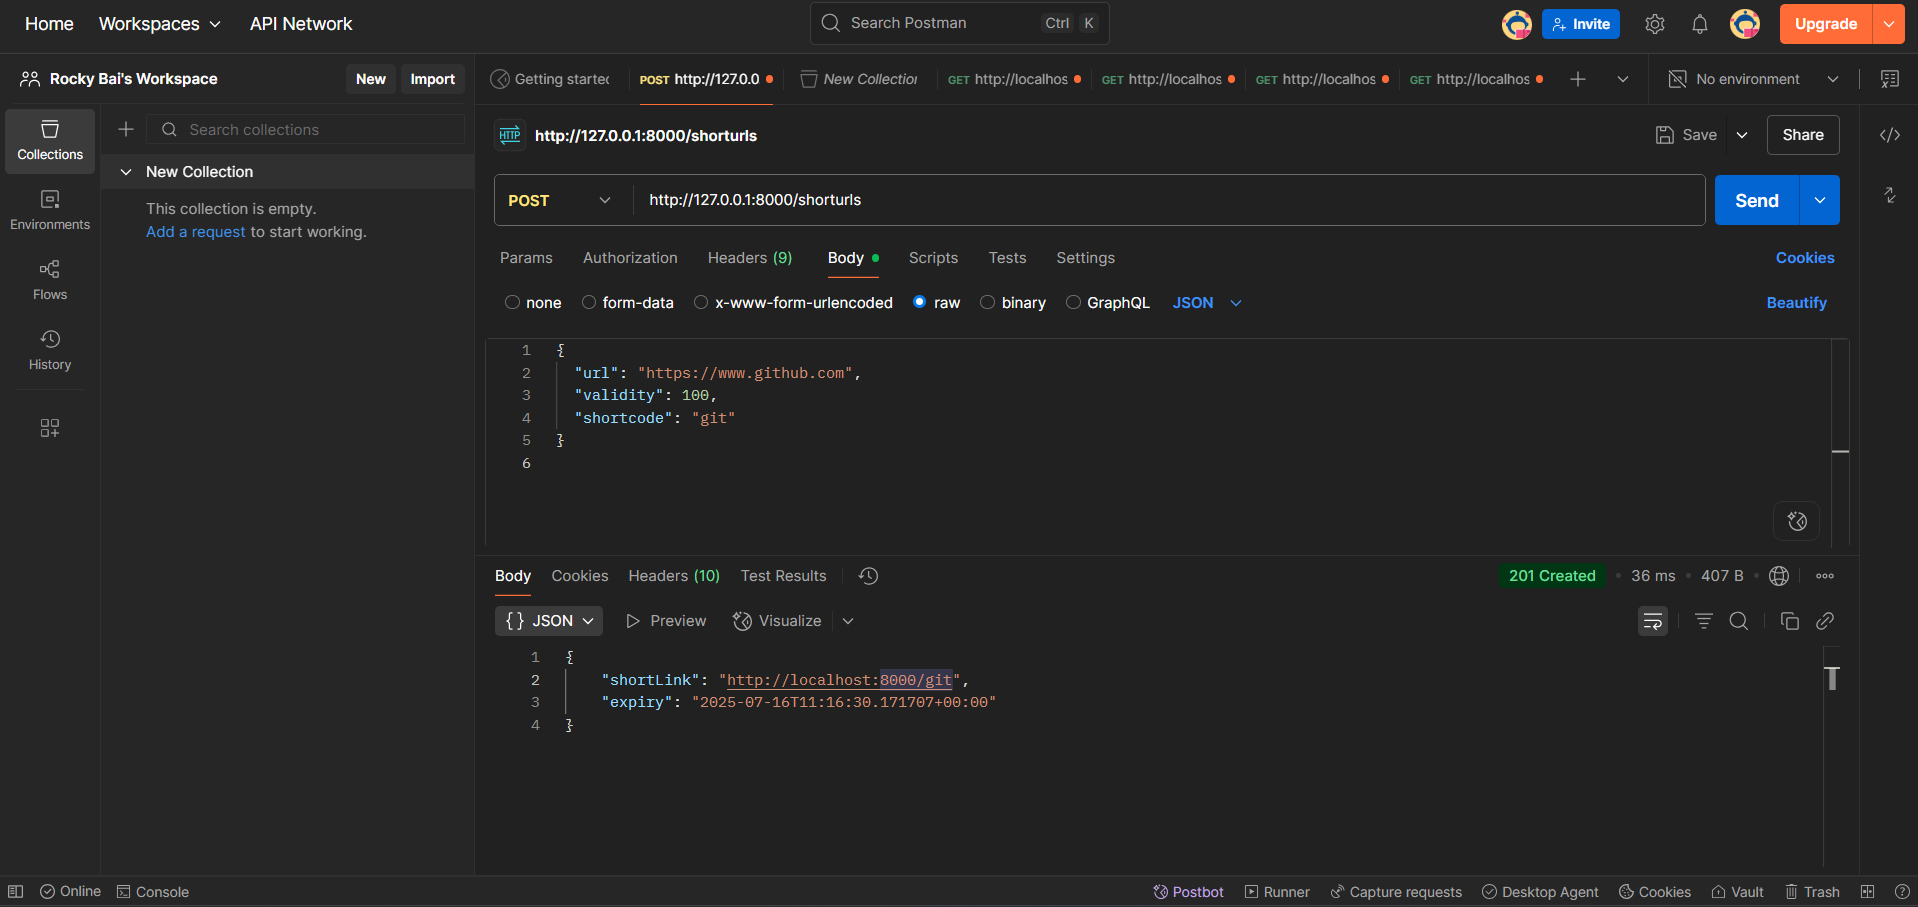 Home Workspaces API Network Search Postman Ctrl K Invite Upgrade
Rocky Bai's Workspace New Import Getting started POST http://127.0.0 New Collection GET http://localhos GET http://localhos GET http://localhos GET http://localhos No environment
Collections
Environments
Flows
History
Search collections
New Collection
This collection is empty.
Add a request to start working.
HTTP http://127.0.0.1:8000/shorturls Save Share
POST http://127.0.0.1:8000/shorturls Send
Params Authorization Headers (9) Body Scripts Tests Settings Cookies
none form-data x-www-form-urlencoded raw binary GraphQL JSON Beautify
1 {
2 "url": "https://www.github.com",
3 "validity": 100,
4 "shortcode": "git"
5 }
6
Body Cookies Headers (10) Test Results 201 Created • 36 ms • 407 B •
{} JSON Preview Visualize
1 {
2 "shortLink": "http://localhost:8000/git",
3 "expiry": "2025-07-16T11:16:30.171707+00:00"
4 }
Online Console Postbot Runner Capture requests Desktop Agent Cookies Vault Trash